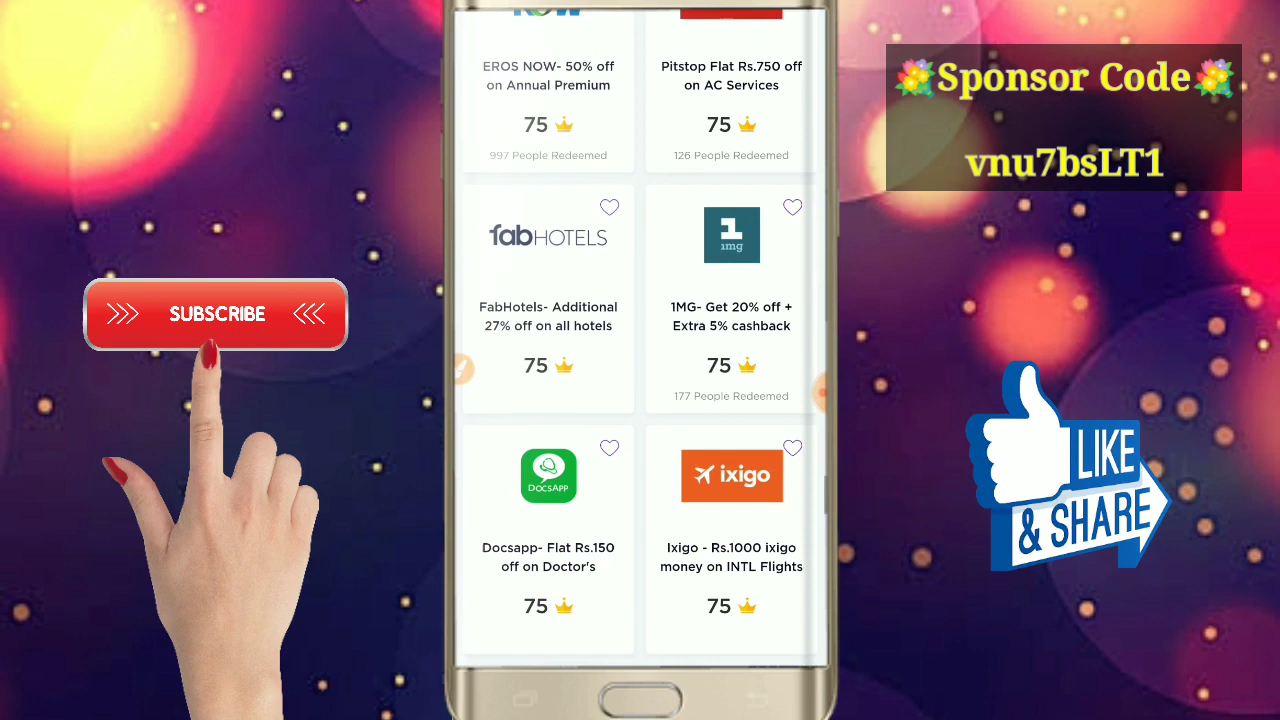 EROS NOW- 50% off
on Annual Premium
75
997 People Redeemed
Pitstop Flat Rs.750 off
on AC Services
75
126 People Redeemed
fabHOTELS
FabHotels- Additional
27% off on all hotels
75
1
1mg
1MG- Get 20% off +
Extra 5% cashback
75
177 People Redeemed
DOCSAPP
Docsapp- Flat Rs.150
off on Doctor's
75
ixigo
Ixigo - Rs.1000 ixigo
money on INTL Flights
75
SUBSCRIBE
Sponsor Code
vnu7bsLT1
LIKE
& SHARE